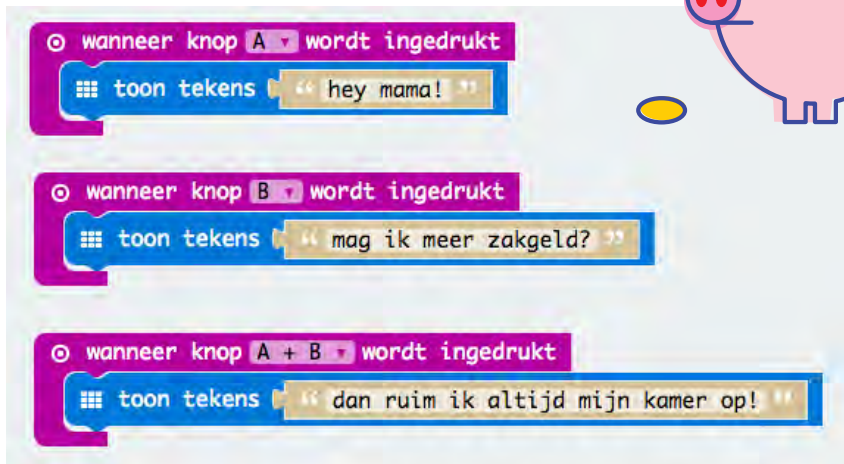 wanneer knop A wordt ingedrukt
toon tekens " hey mama! "
wanneer knop B wordt ingedrukt
toon tekens " mag ik meer zakgeld? "
wanneer knop A + B wordt ingedrukt
toon tekens " dan ruim ik altijd mijn kamer op! "